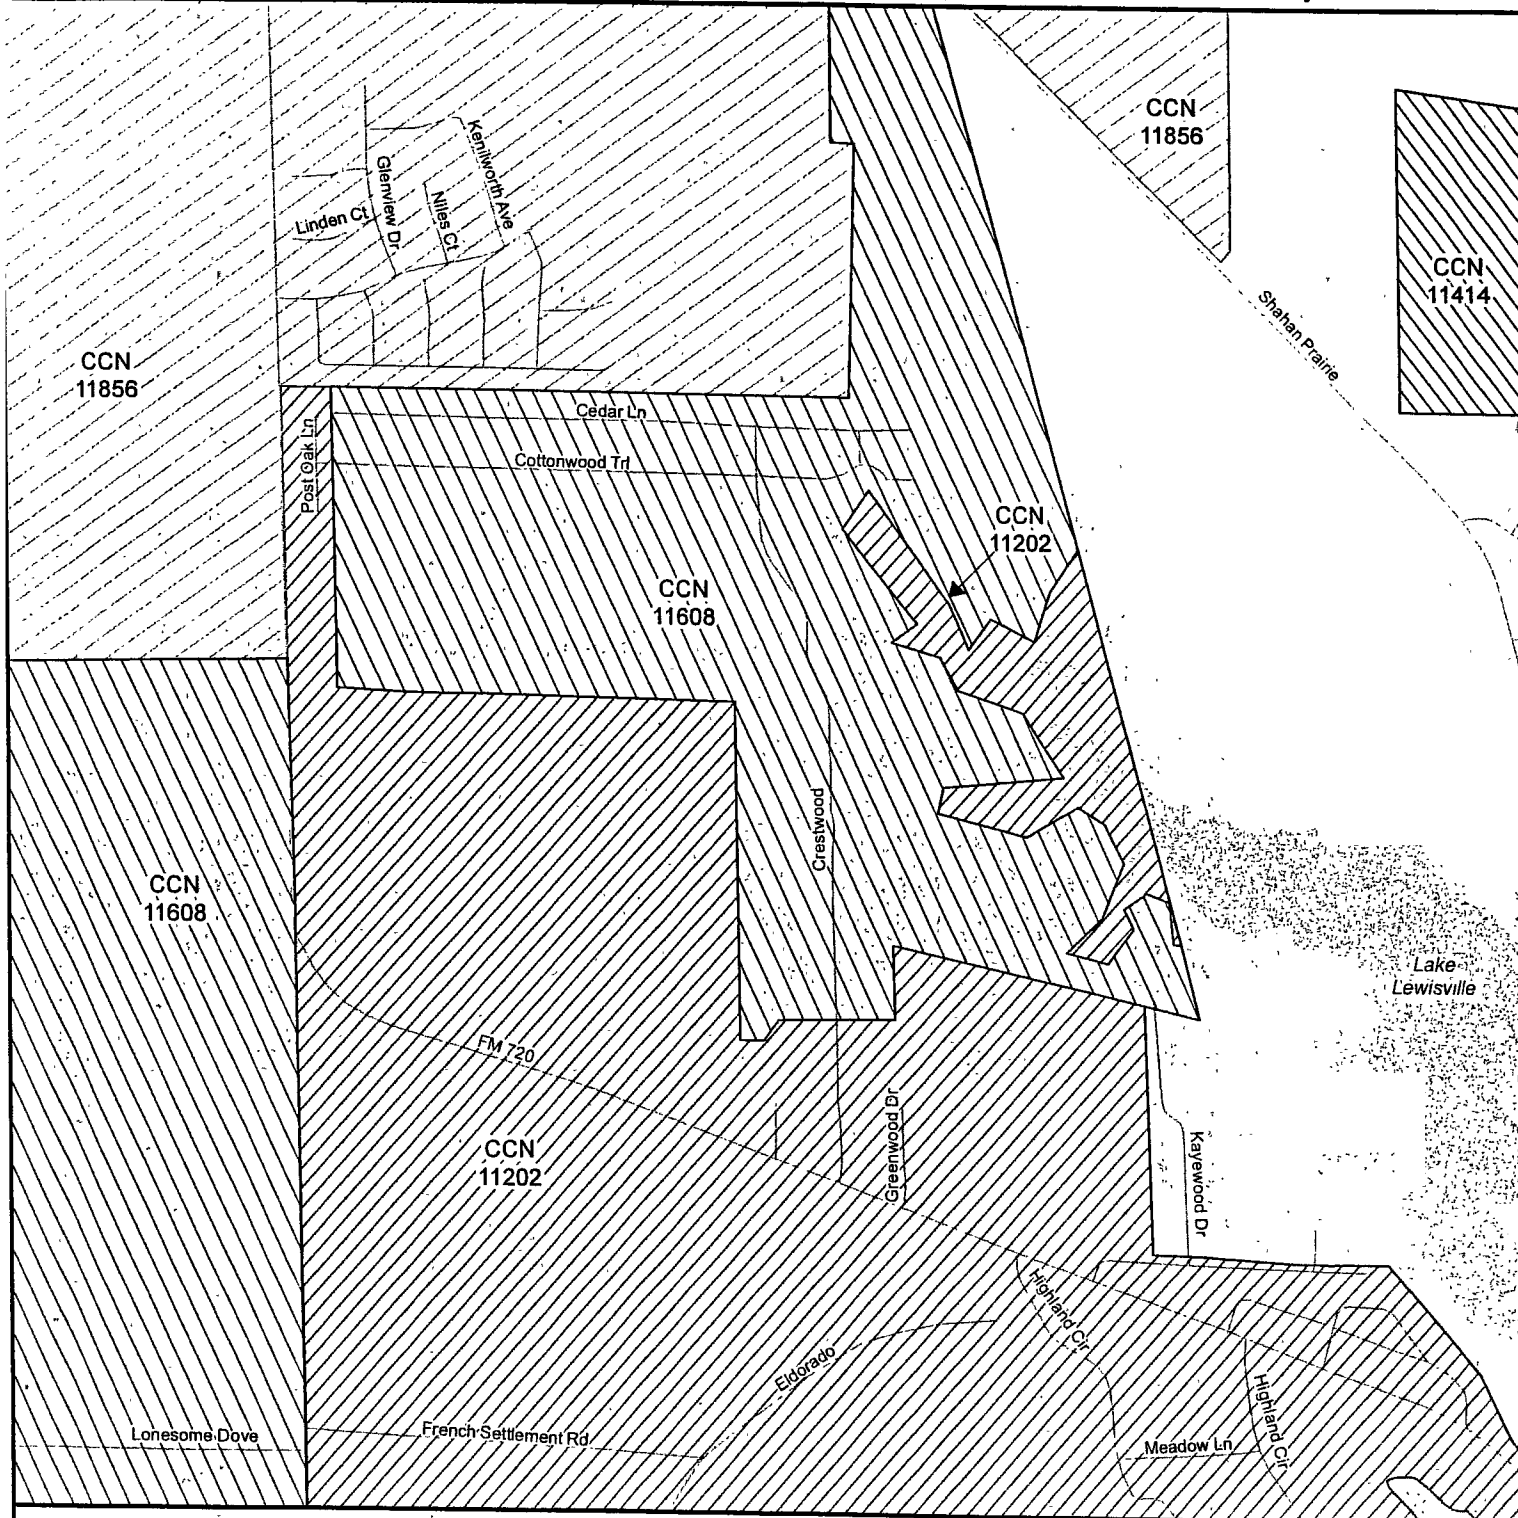 CCN
11856
CCN
11414
Kenilworth Ave
Glenview Dr
Niles Ct
Linden Ct
Shahan Prairie
CCN
11856
Cedar Ln
Post Oak Ln
Cottonwood Trl
CCN
11202
CCN
11608
Crestwood
CCN
11608
Lake
Lewisville
FM 720
Greenwood Dr
CCN
11202
Kayewood Dr
Highland Cir
Eldorado
Highland Cir
Lonesome Dove
French Settlement Rd
Meadow Ln